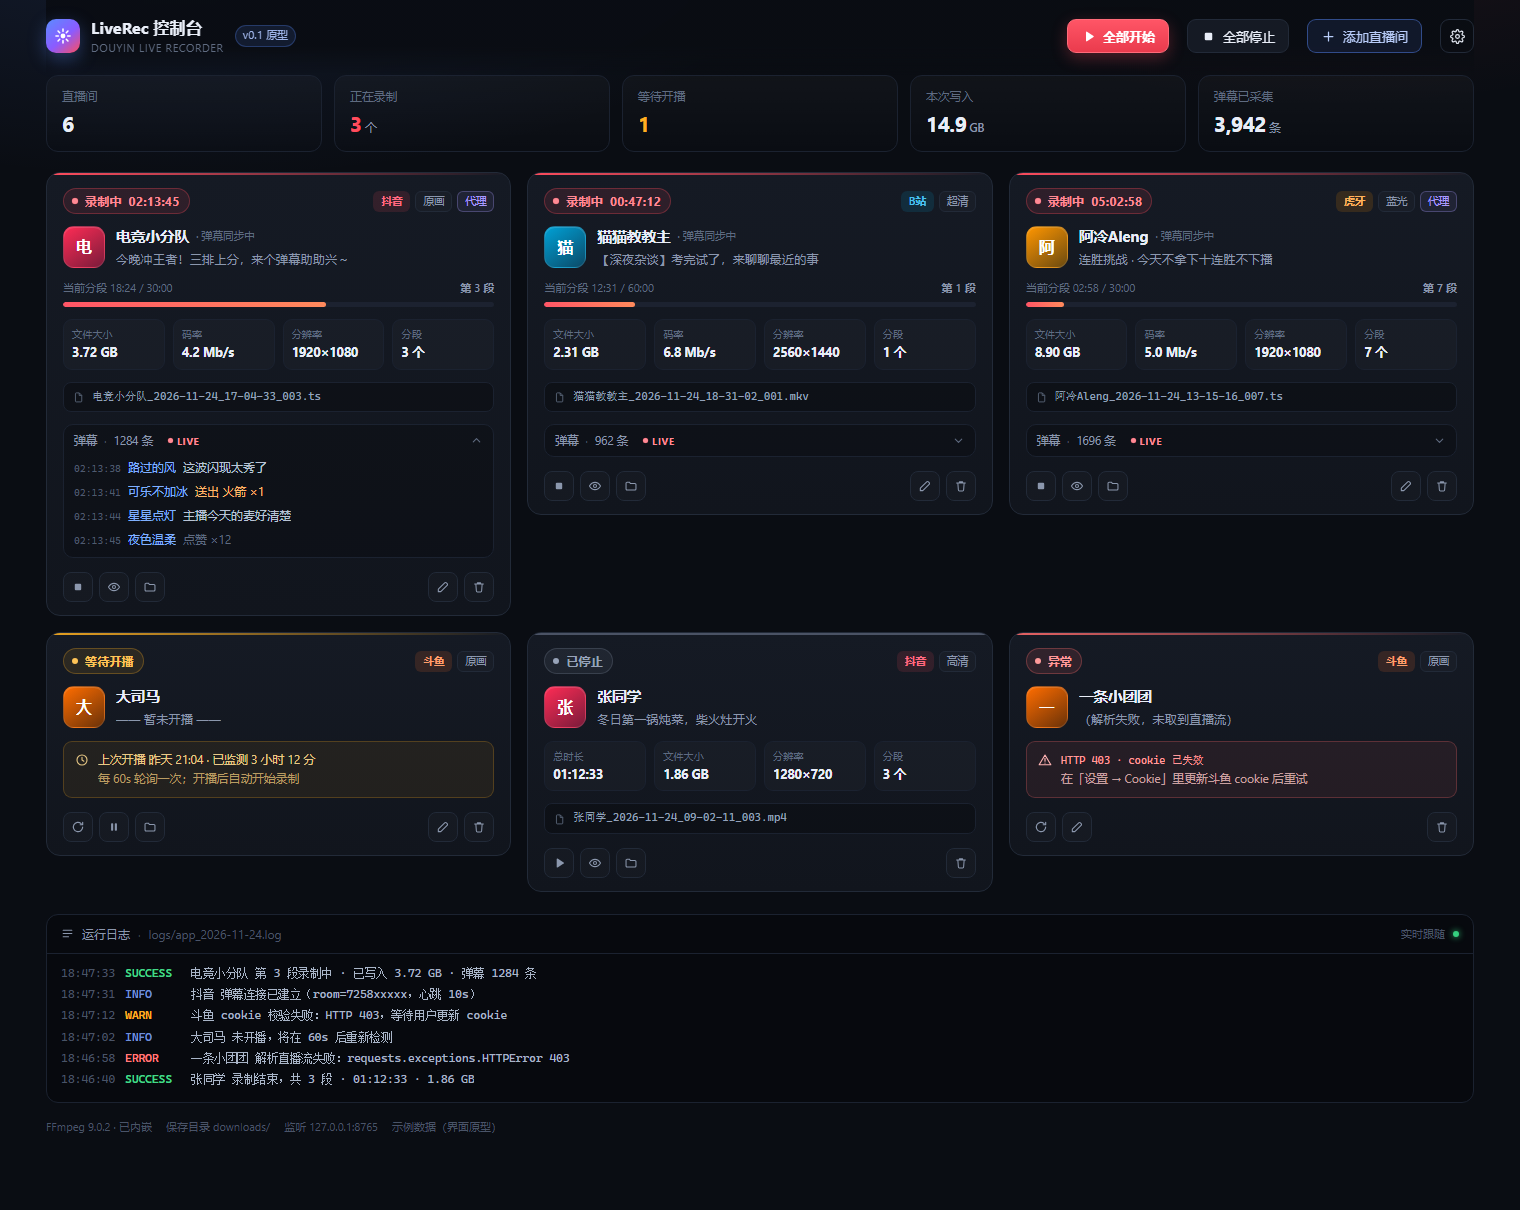 LiveRec 控制台
DOUYIN LIVE RECORDER
v0.1 原型
全部开始
全部停止
添加直播间
直播间
6
正在录制
3 个
等待开播
1
本次写入
14.9 GB
弹幕已采集
3,942 条
录制中 02:13:45
抖音 原画 代理
电
电竞小分队 · 弹幕同步中
今晚冲王者！三排上分，来个弹幕助助兴～
当前分段 18:24 / 30:00
第 3 段
文件大小
3.72 GB
码率
4.2 Mb/s
分辨率
1920×1080
分段
3 个
电竞小分队_2026-11-24_17-04-33_003.ts
弹幕 · 1284 条 LIVE
02:13:38 路过的风 这波闪现太秀了
02:13:41 可乐不加冰 送出 火箭 ×1
02:13:44 星星点灯 主播今天的麦好清楚
02:13:45 夜色温柔 点赞 ×12
录制中 00:47:12
B站 超清
猫
猫猫教教主 · 弹幕同步中
【深夜杂谈】考完试了，来聊聊最近的事
当前分段 12:31 / 60:00
第 1 段
文件大小
2.31 GB
码率
6.8 Mb/s
分辨率
2560×1440
分段
1 个
猫猫教教主_2026-11-24_18-31-02_001.mkv
弹幕 · 962 条 LIVE
录制中 05:02:58
虎牙 蓝光 代理
阿
阿冷Aleng · 弹幕同步中
连胜挑战 · 今天不拿下十连胜不下播
当前分段 02:58 / 30:00
第 7 段
文件大小
8.90 GB
码率
5.0 Mb/s
分辨率
1920×1080
分段
7 个
阿冷Aleng_2026-11-24_13-15-16_007.ts
弹幕 · 1696 条 LIVE
等待开播
斗鱼 原画
大
大司马
—— 暂未开播 ——
上次开播 昨天 21:04 · 已监测 3 小时 12 分
每 60s 轮询一次；开播后自动开始录制
已停止
抖音 高清
张
张同学
冬日第一锅炖菜，柴火灶开火
总时长
01:12:33
文件大小
1.86 GB
分辨率
1280×720
分段
3 个
张同学_2026-11-24_09-02-11_003.mp4
异常
斗鱼 原画
一
一条小团团
（解析失败，未取到直播流）
HTTP 403 · cookie 已失效
在「设置 → Cookie」里更新斗鱼 cookie 后重试
运行日志 · logs/app_2026-11-24.log
实时跟随
18:47:33 SUCCESS 电竞小分队 第 3 段录制中 · 已写入 3.72 GB · 弹幕 1284 条
18:47:31 INFO 抖音 弹幕连接已建立（room=7258xxxxx，心跳 10s）
18:47:12 WARN 斗鱼 cookie 校验失败：HTTP 403，等待用户更新 cookie
18:47:02 INFO 大司马 未开播，将在 60s 后重新检测
18:46:58 ERROR 一条小团团 解析直播流失败：requests.exceptions.HTTPError 403
18:46:40 SUCCESS 张同学 录制结束，共 3 段 · 01:12:33 · 1.86 GB
FFmpeg 9.0.2 · 已内嵌 保存目录 downloads/ 监听 127.0.0.1:8765 示例数据（界面原型）